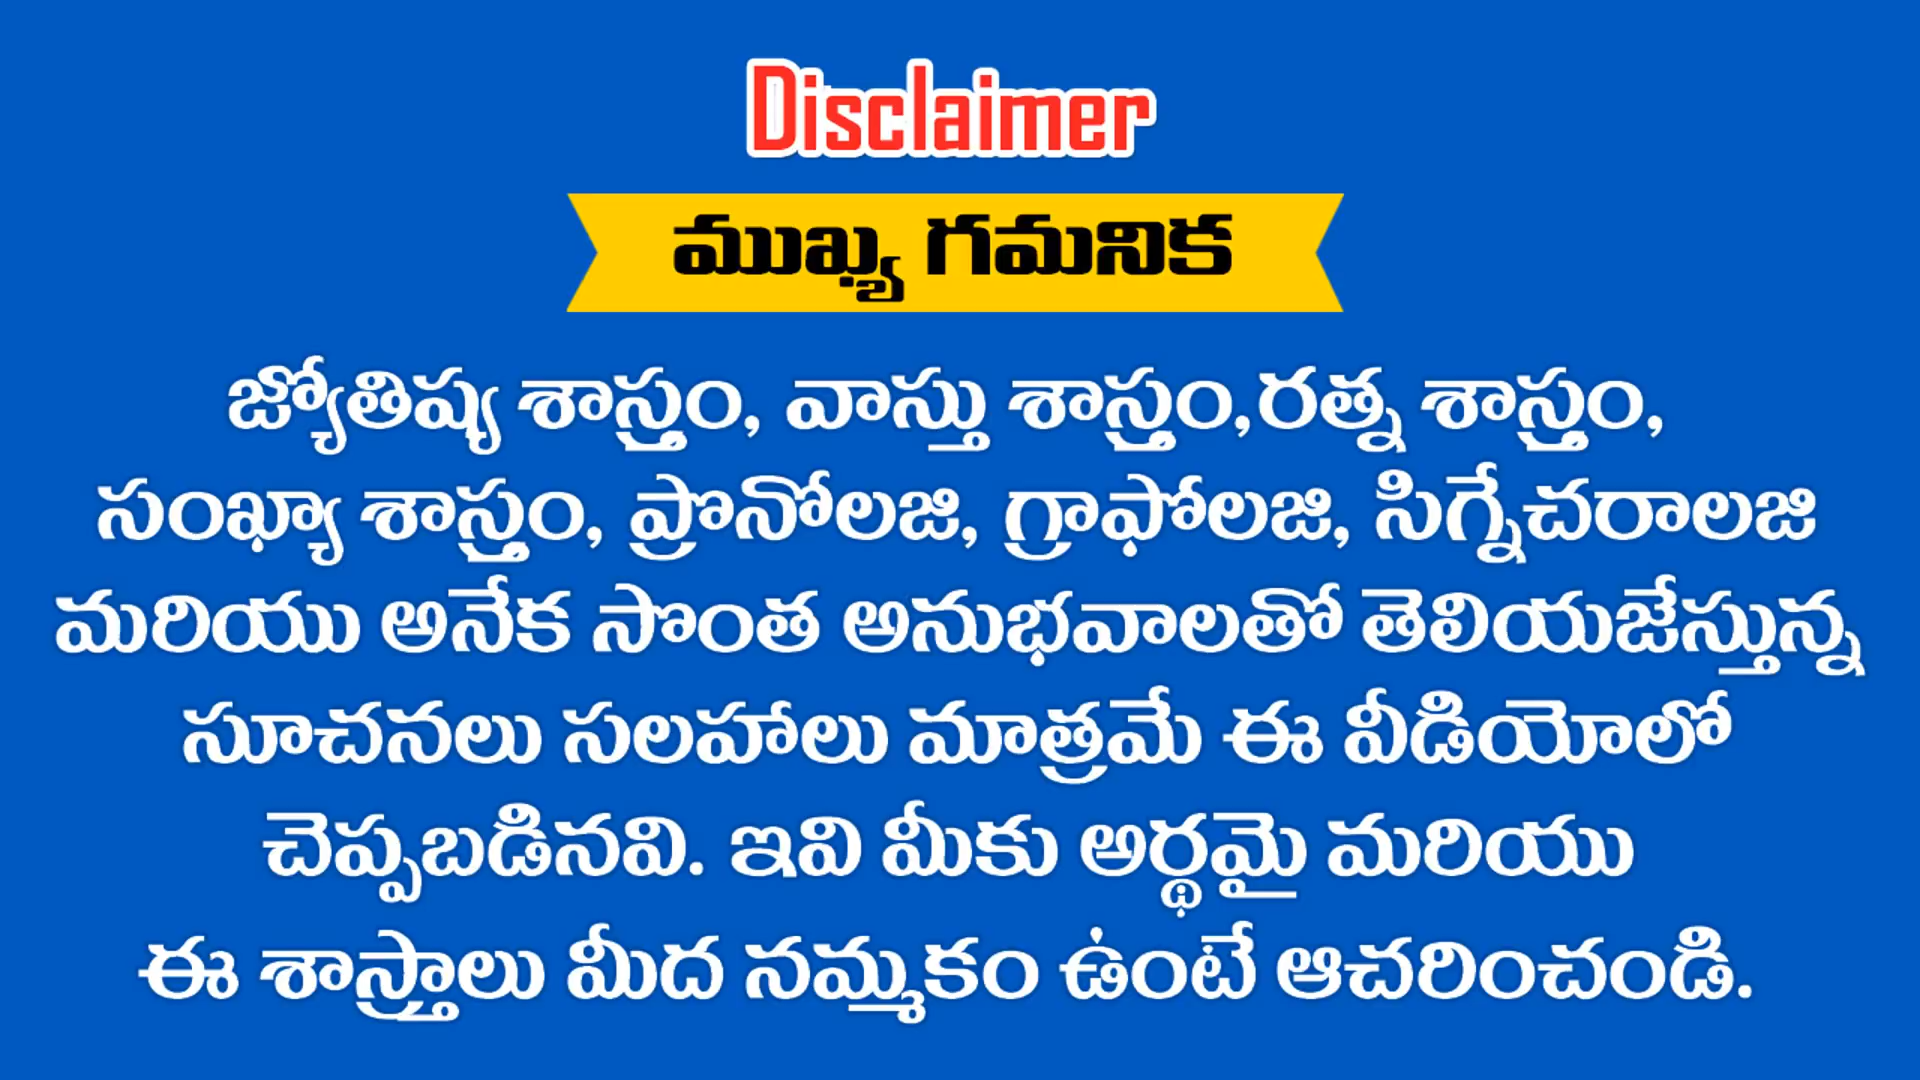 Disclaimer
ముఖ్య గమనిక
జ్యోతిష్య శాస్త్రం, వాస్తు శాస్త్రం,రత్న శాస్త్రం,
సంఖ్యా శాస్త్రం, ప్రొనోలజి, గ్రాఫోలజి, సిగ్నేచరాలజి
మరియు అనేక సొంత అనుభవాలతో తెలియజేస్తున్న
సూచనలు సలహాలు మాత్రమే ఈ వీడియోలో
చెప్పబడినవి. ఇవి మీకు అర్థమై మరియు
ఈ శాస్త్రాలు మీద నమ్మకం ఉంటే ఆచరించండి.